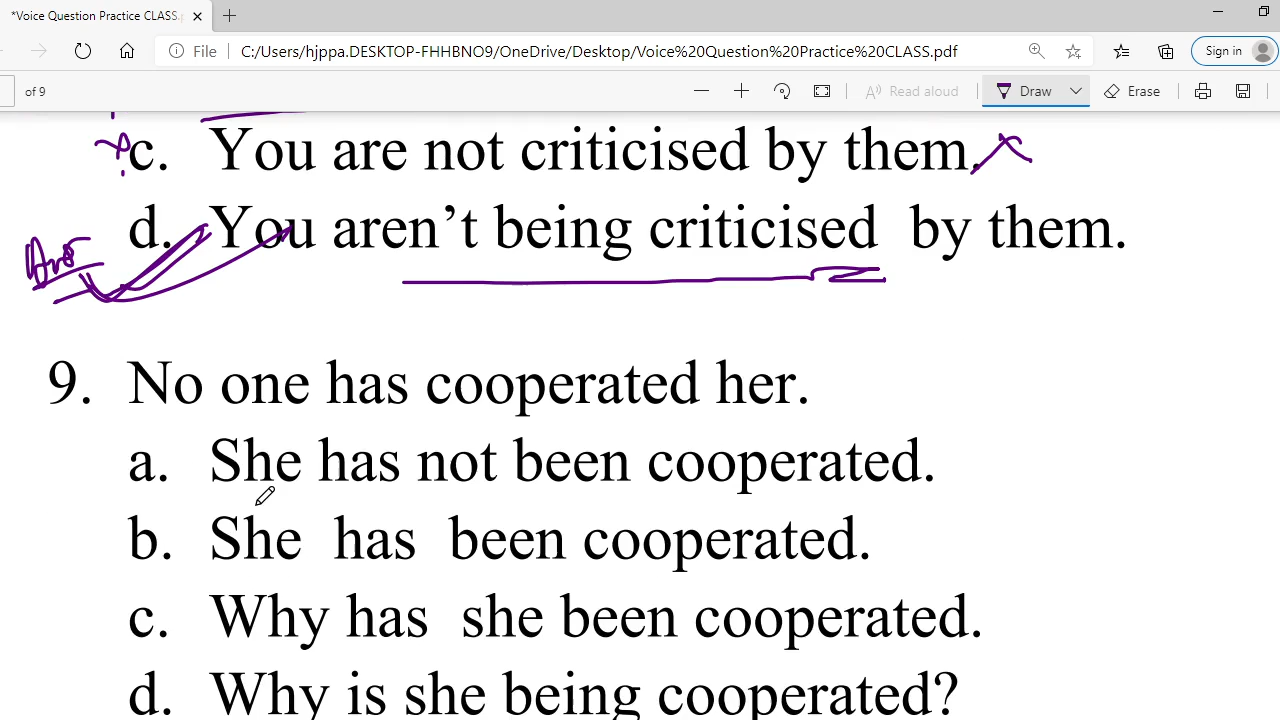 *Voice Question Practice CLASS.p
File C:/Users/hjppa.DESKTOP-FHHBNO9/OneDrive/Desktop/Voice%20Question%20Practice%20CLASS.pdf Sign in
of 9 Read aloud Draw Erase
c. You are not criticised by them.
d. You aren’t being criticised by them.
Ans
9. No one has cooperated her.
a. She has not been cooperated.
b. She has been cooperated.
c. Why has she been cooperated.
d. Why is she being cooperated?